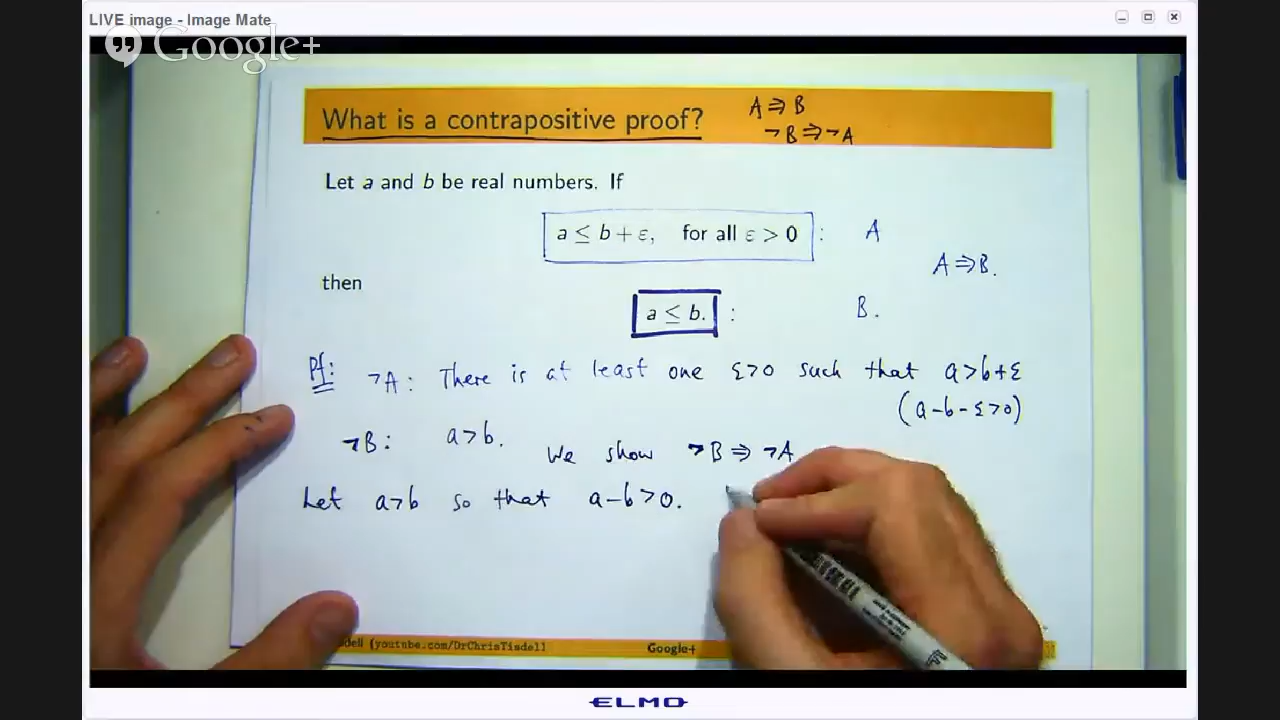 LIVE image - Image Mate
Google+
What is a contrapositive proof?
A ⇒ B
¬B ⇒ ¬A
Let a and b be real numbers. If
a ≤ b + ε, for all ε > 0 : A
A ⇒ B.
then
a ≤ b. : B.
Pf: ¬A: There is at least one ε>0 such that a>b+ε
(a-b-ε>0)
¬B: a>b. We show ¬B ⇒ ¬A
Let a>b so that a-b>0.
(youtube.com/DrChrisTisdell Google+
ELMO